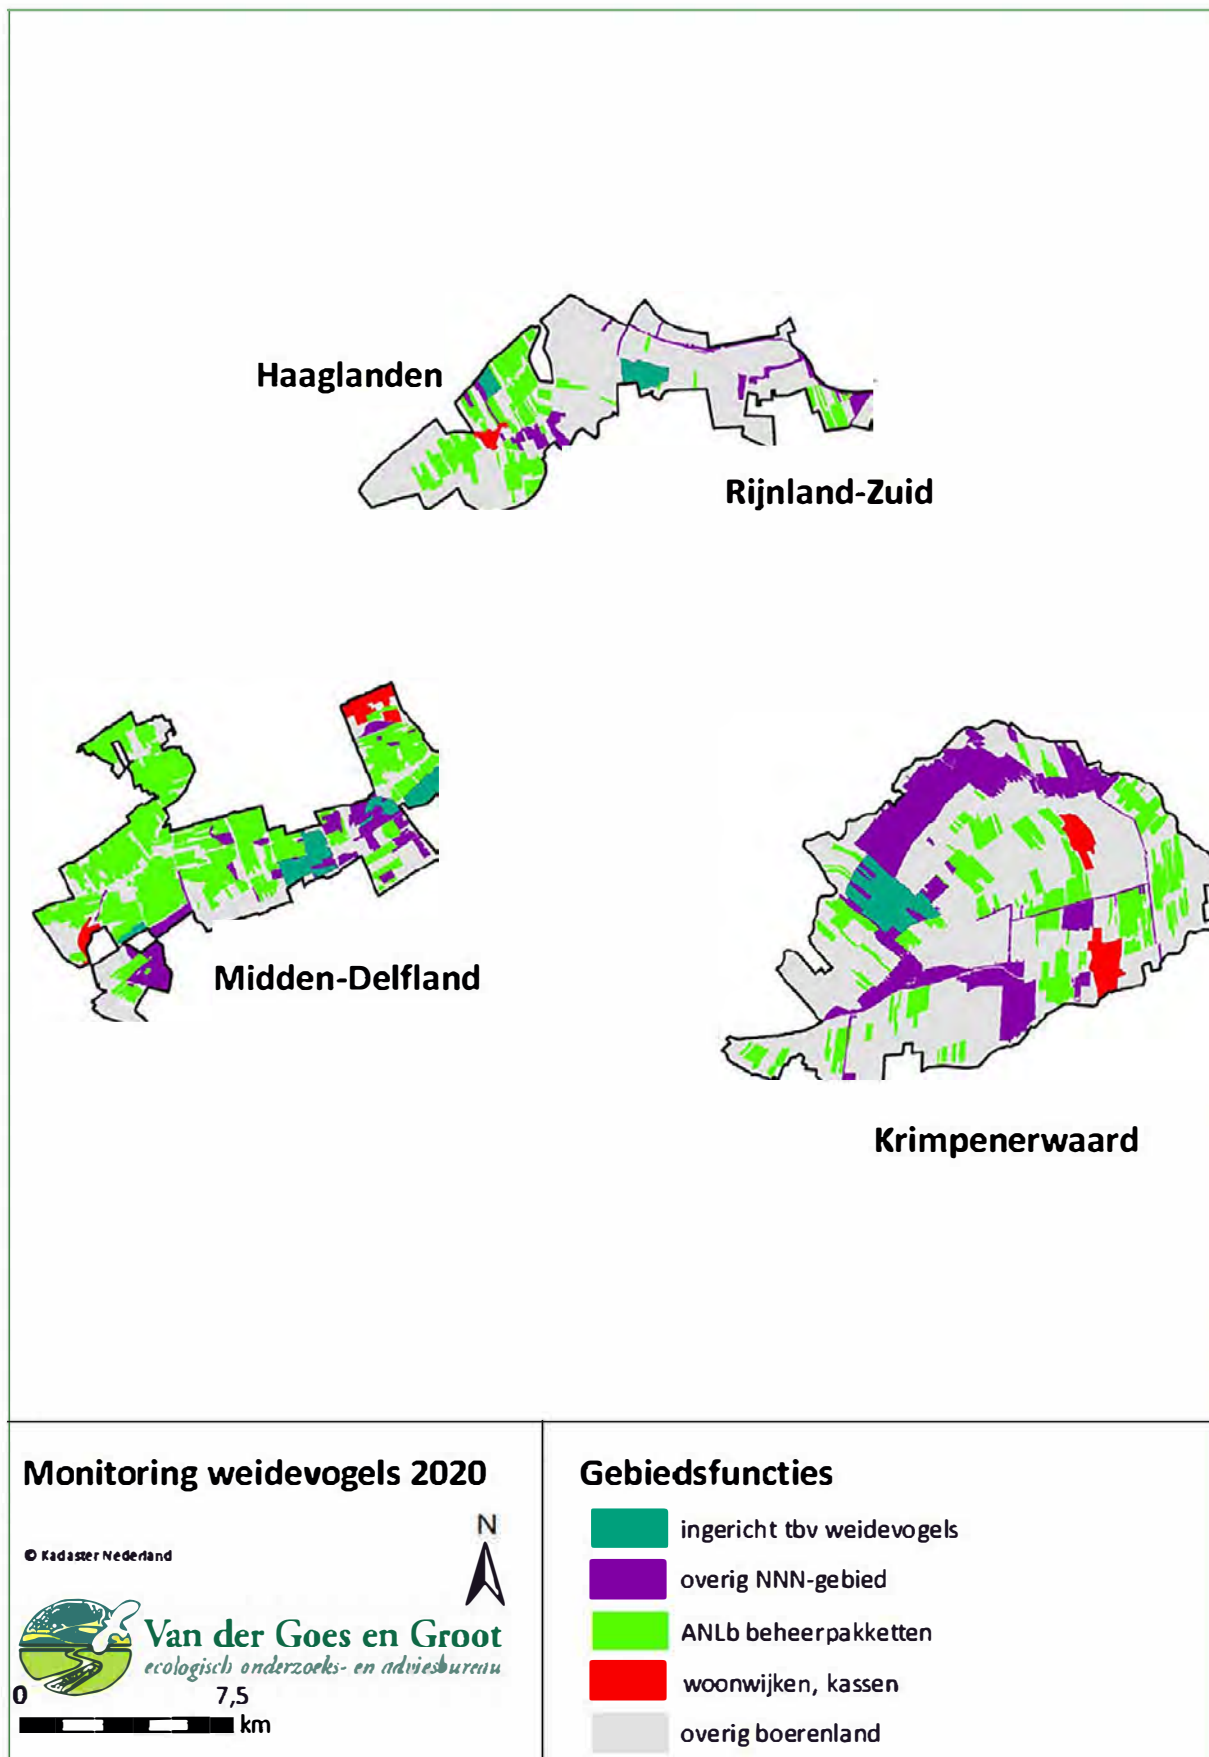 Haaglanden
Rijnland-Zuid
Midden-Delfland
Krimpenerwaard
Monitoring weidevogels 2020
N
© Kadaster Nederland
Van der Goes en Groot
ecologisch onderzoeks- en adviesbureau
0 7,5
km
Gebiedsfuncties
ingericht tbv weidevogels
overig NNN-gebied
ANLb beheerpakketten
woonwijken, kassen
overig boerenland